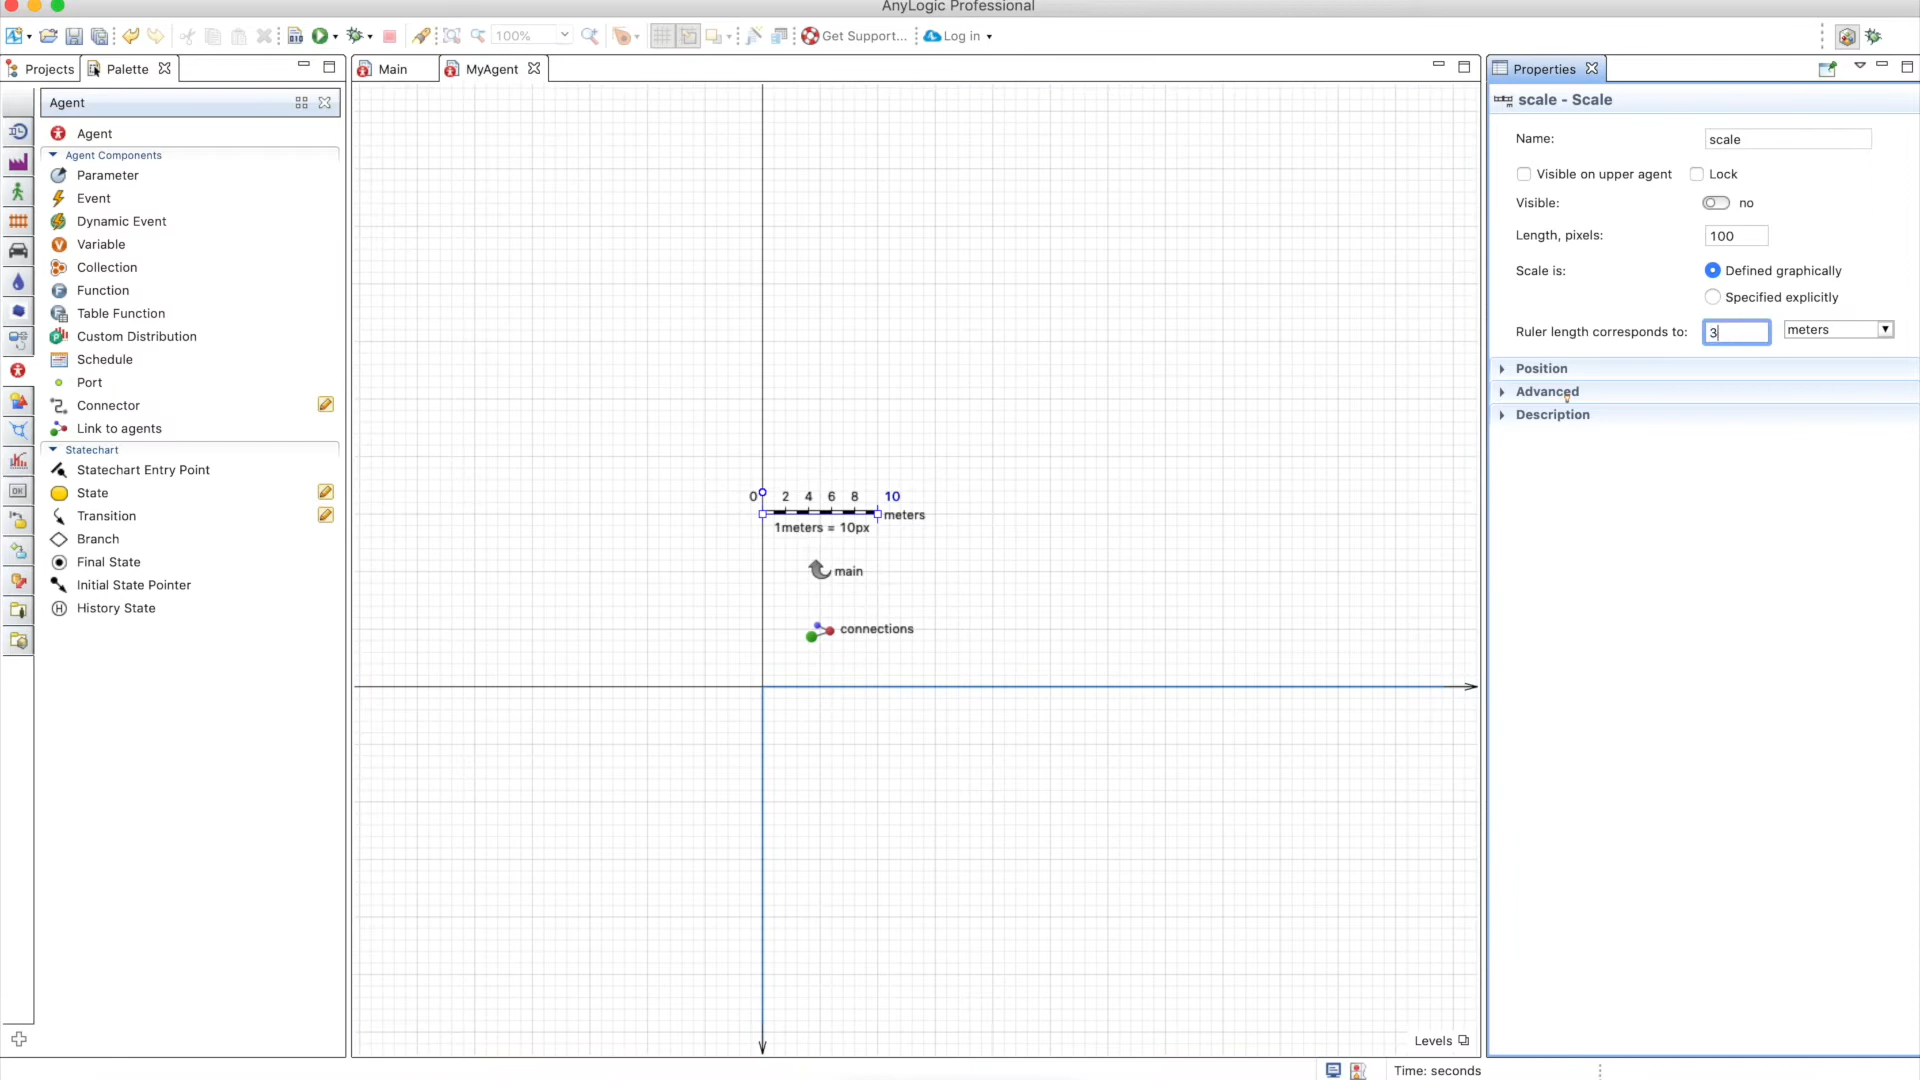 AnyLogic Professional
100%
Get Support...
Log in
Projects
Palette
Main
MyAgent
Properties
Agent
Agent
Agent Components
Parameter
Event
Dynamic Event
Variable
Collection
Function
Table Function
Custom Distribution
Schedule
Port
Connector
Link to agents
Statechart
Statechart Entry Point
State
Transition
Branch
Final State
Initial State Pointer
History State
0 2 4 6 8 10
meters
1meters = 10px
main
connections
Levels
scale - Scale
Name: scale
Visible on upper agent Lock
Visible: no
Length, pixels: 100
Scale is: Defined graphically
Specified explicitly
Ruler length corresponds to: 3 meters
Position
Advanced
Description
Time: seconds